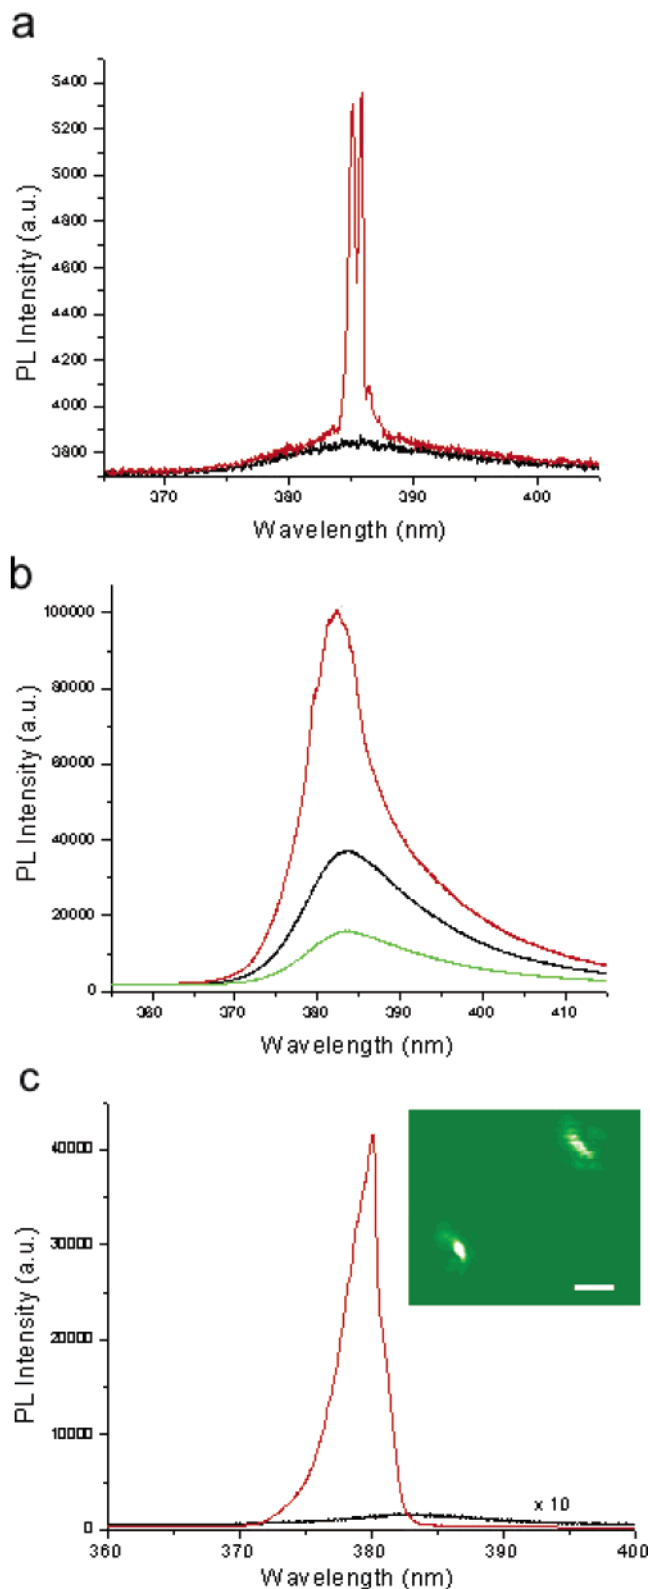 a
5400
5200
5000
4800
4600
4400
4200
4000
3800
PL Intensity (a.u.)
370 380 390 400
Wavelength (nm)
b
100000
80000
60000
40000
20000
0
PL Intensity (a.u.)
360 370 380 390 400 410
Wavelength (nm)
c
40000
30000
20000
10000
0
PL Intensity (a.u.)
x 10
360 370 380 390 400
Wavelength (nm)